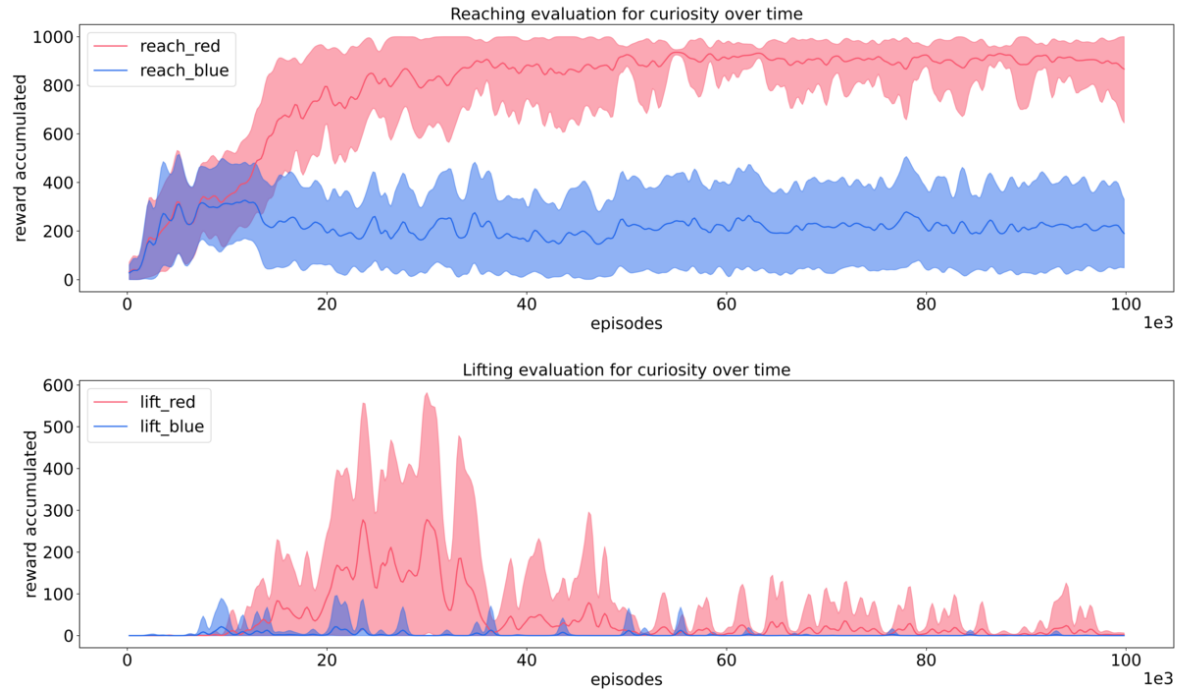 Reaching evaluation for curiosity over time
reward accumulated
1000
800
600
400
200
0
reach_red
reach_blue
0 20 40 60 80 100
1e3
episodes
Lifting evaluation for curiosity over time
reward accumulated
600
500
400
300
200
100
0
lift_red
lift_blue
0 20 40 60 80 100
1e3
episodes